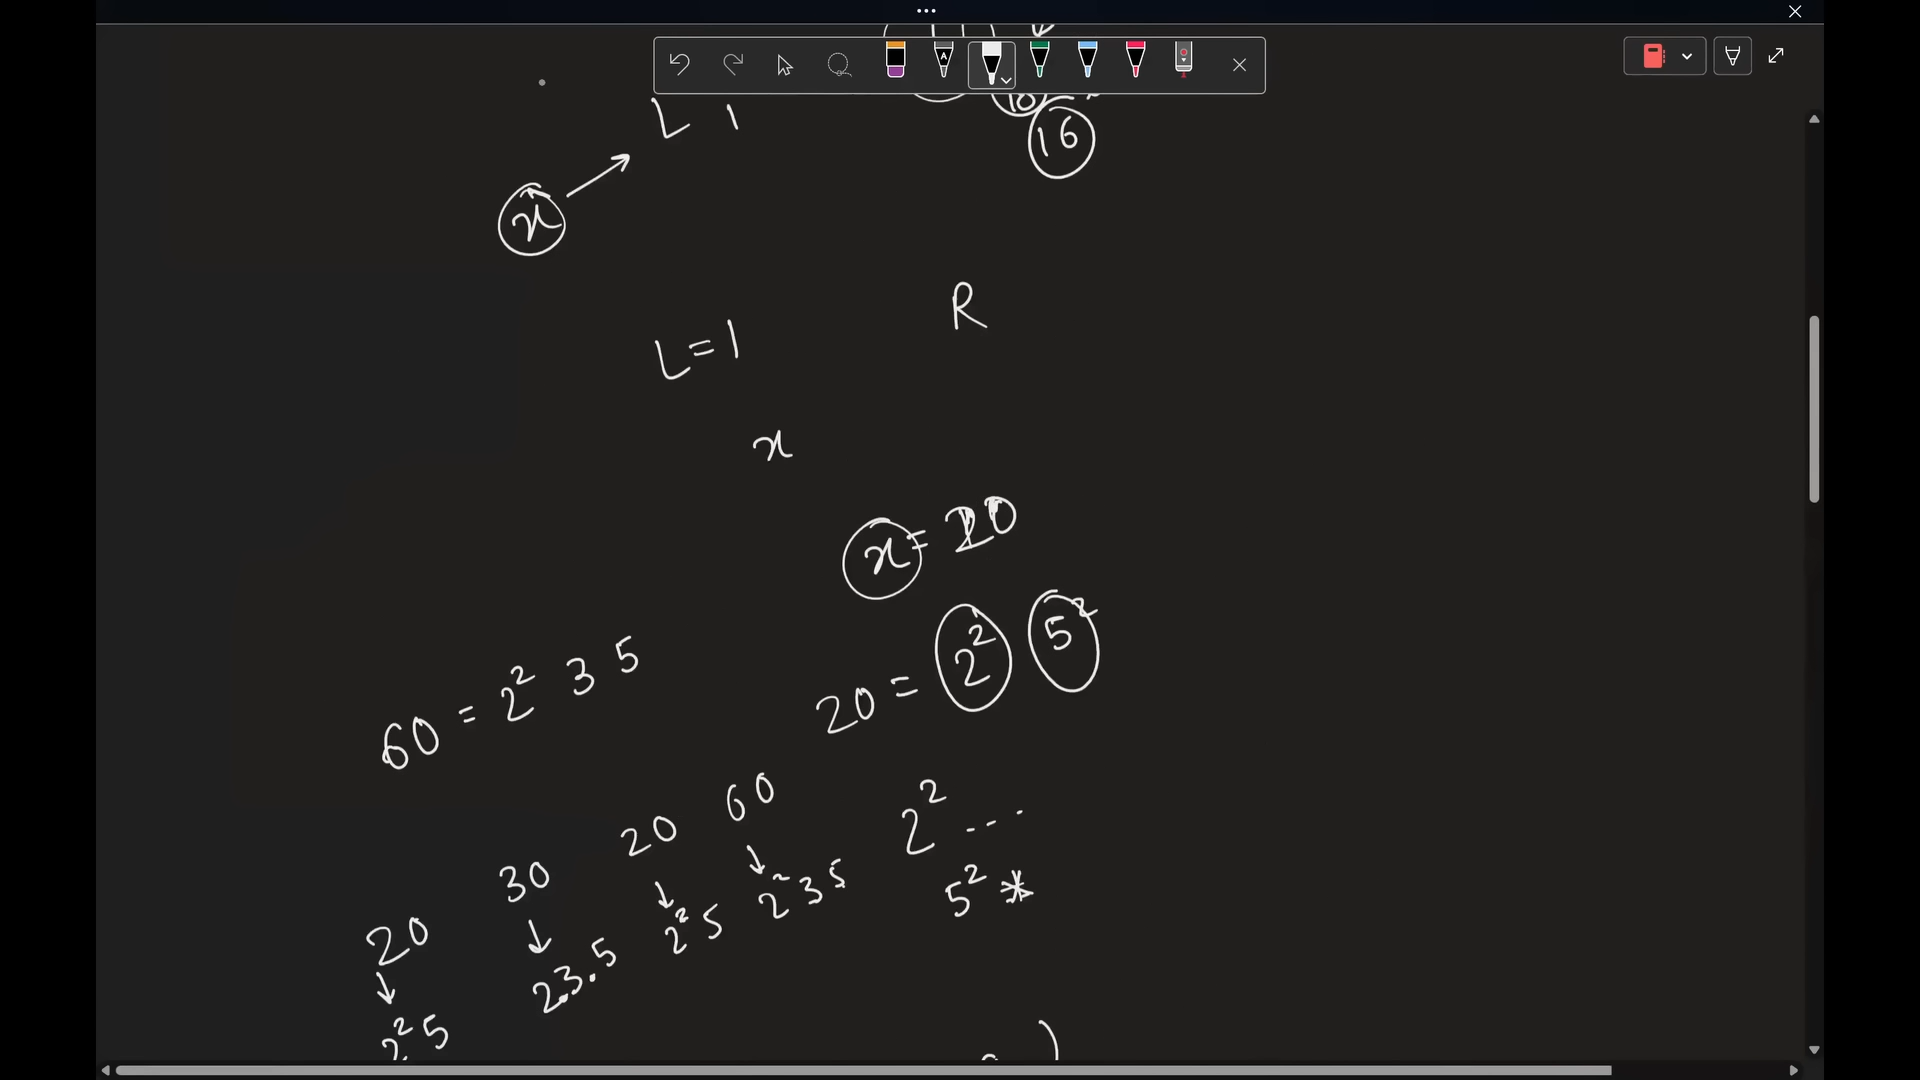 L 1
16
x
R
L = 1
x
x = 20
20 = 2² 5²
60 = 2² 3 5
20 30 20 60
2² 5 2.3.5 2² 5 2² 3 5
2² ...
5² *
)